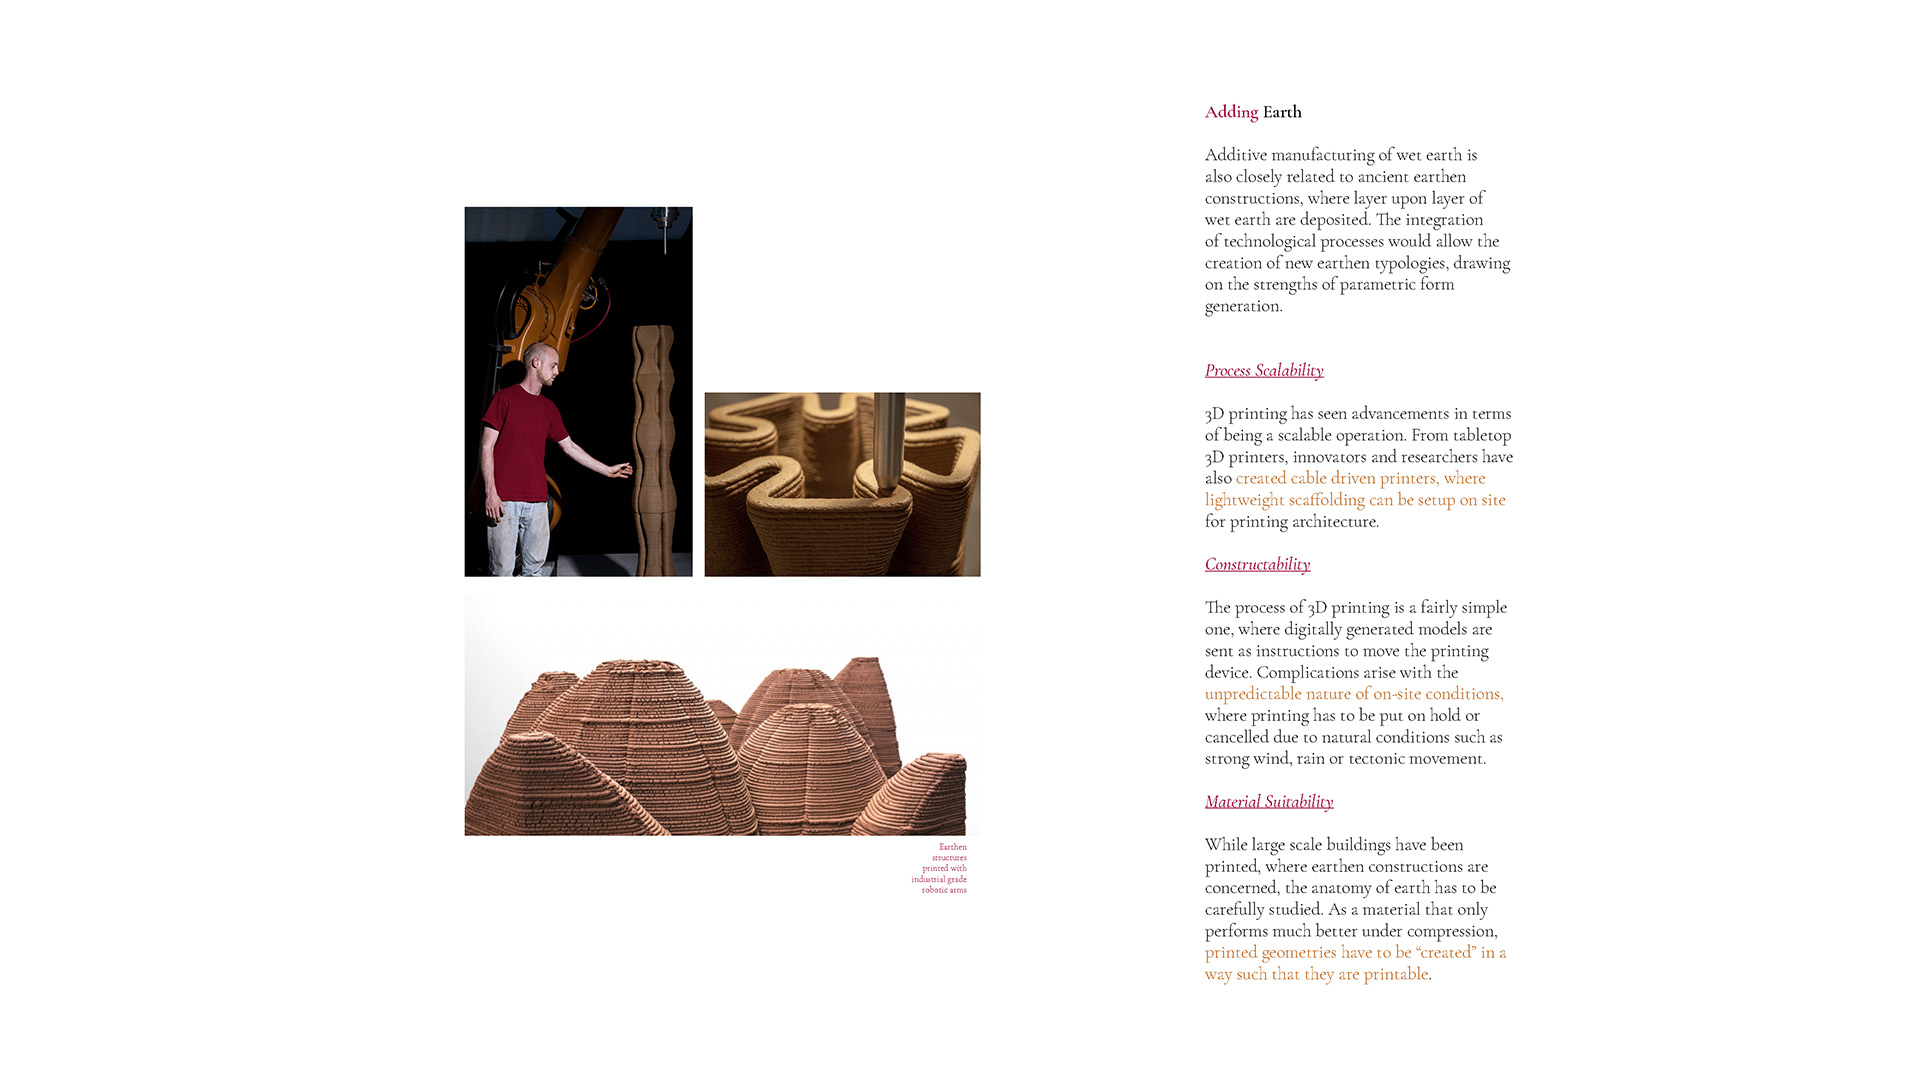 Adding Earth
Additive manufacturing of wet earth is
also closely related to ancient earthen
constructions, where layer upon layer of
wet earth are deposited. The integration
of technological processes would allow the
creation of new earthen typologies, drawing
on the strengths of parametric form
generation.
Process Scalability
3D printing has seen advancements in terms
of being a scalable operation. From tabletop
3D printers, innovators and researchers have
also created cable driven printers, where
lightweight scaffolding can be setup on site
for printing architecture.
Constructability
The process of 3D printing is a fairly simple
one, where digitally generated models are
sent as instructions to move the printing
device. Complications arise with the
unpredictable nature of on-site conditions,
where printing has to be put on hold or
cancelled due to natural conditions such as
strong wind, rain or tectonic movement.
Material Suitability
While large scale buildings have been
printed, where earthen constructions are
concerned, the anatomy of earth has to be
carefully studied. As a material that only
performs much better under compression,
printed geometries have to be “created” in a
way such that they are printable.
Earthen
structures
printed with
industrial grade
robotic arms